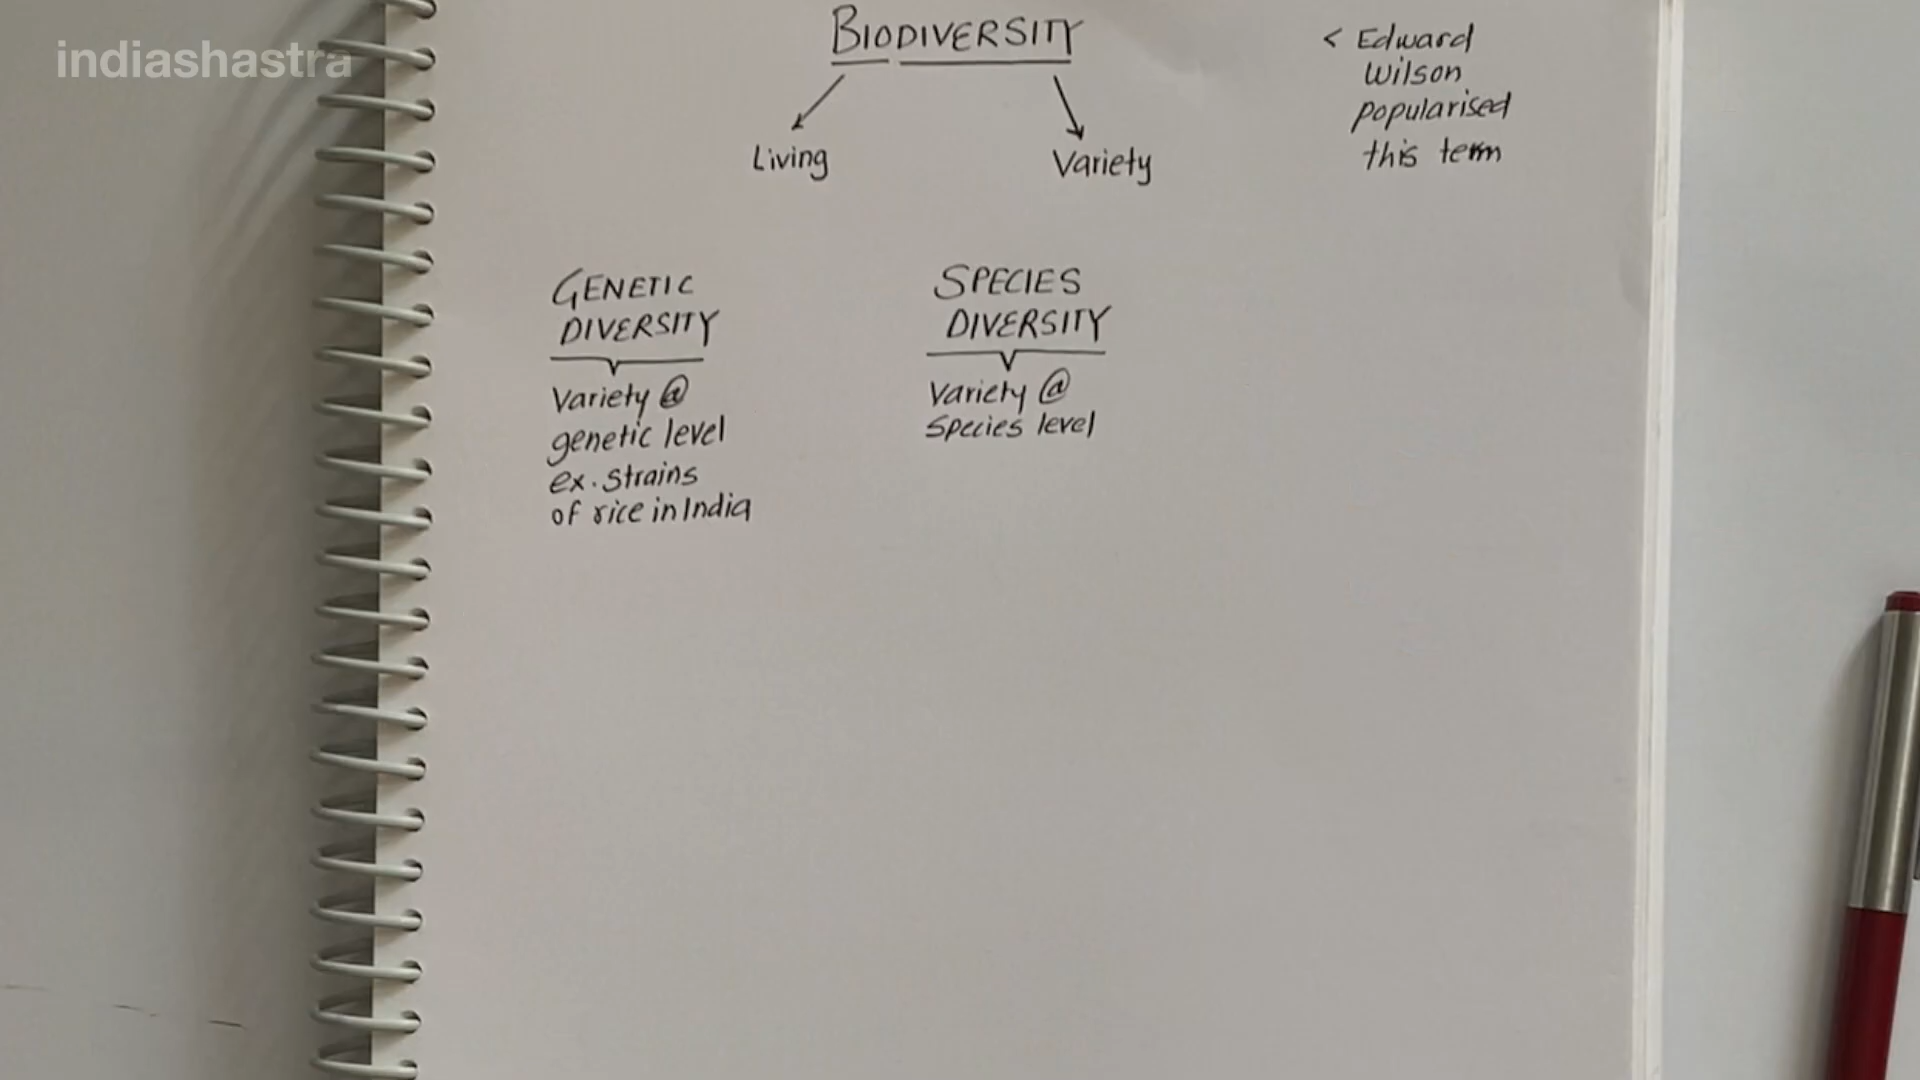 indiashastra
BIODIVERSITY
Living
Variety
< Edward
Wilson
popularised
this term
GENETIC
DIVERSITY
Variety @
genetic level
ex. Strains
of rice in India
SPECIES
DIVERSITY
Variety @
Species level